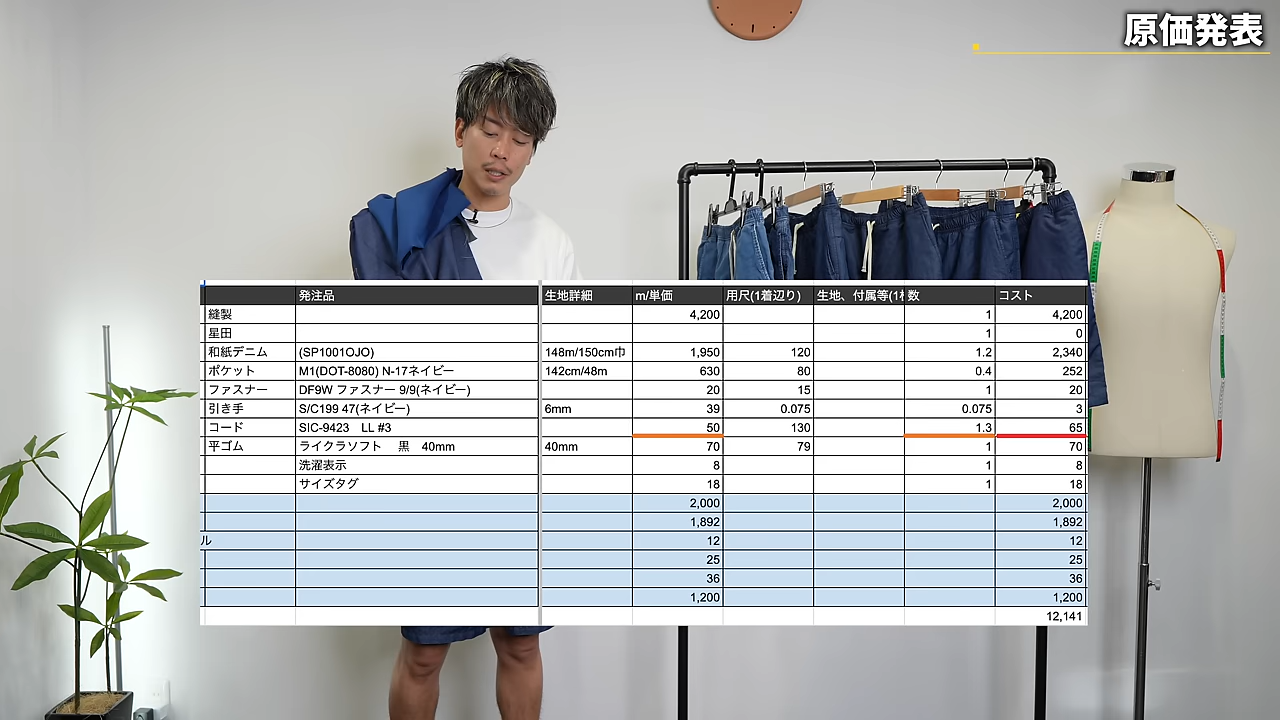 原価発表
発注品 生地詳細 m/単価 用尺(1着辺り) 生地、付属等(1枚 数 コスト
縫製 4,200 1 4,200
星田 1 0
和紙デニム (SP1001OJO) 148m/150cm巾 1,950 120 1.2 2,340
ポケット M1(DOT-8080) N-17ネイビー 142cm/48m 630 80 0.4 252
ファスナー DF9W ファスナー 9/9(ネイビー) 20 15 1 20
引き手 S/C199 47(ネイビー) 6mm 39 0.075 0.075 3
コード SIC-9423 LL #3 50 130 1.3 65
平ゴム ライクラソフト 黒 40mm 40mm 70 79 1 70
洗濯表示 8 1 8
サイズタグ 18 1 18
2,000 2,000
1,892 1,892
ル 12 12
25 25
36 36
1,200 1,200
12,141